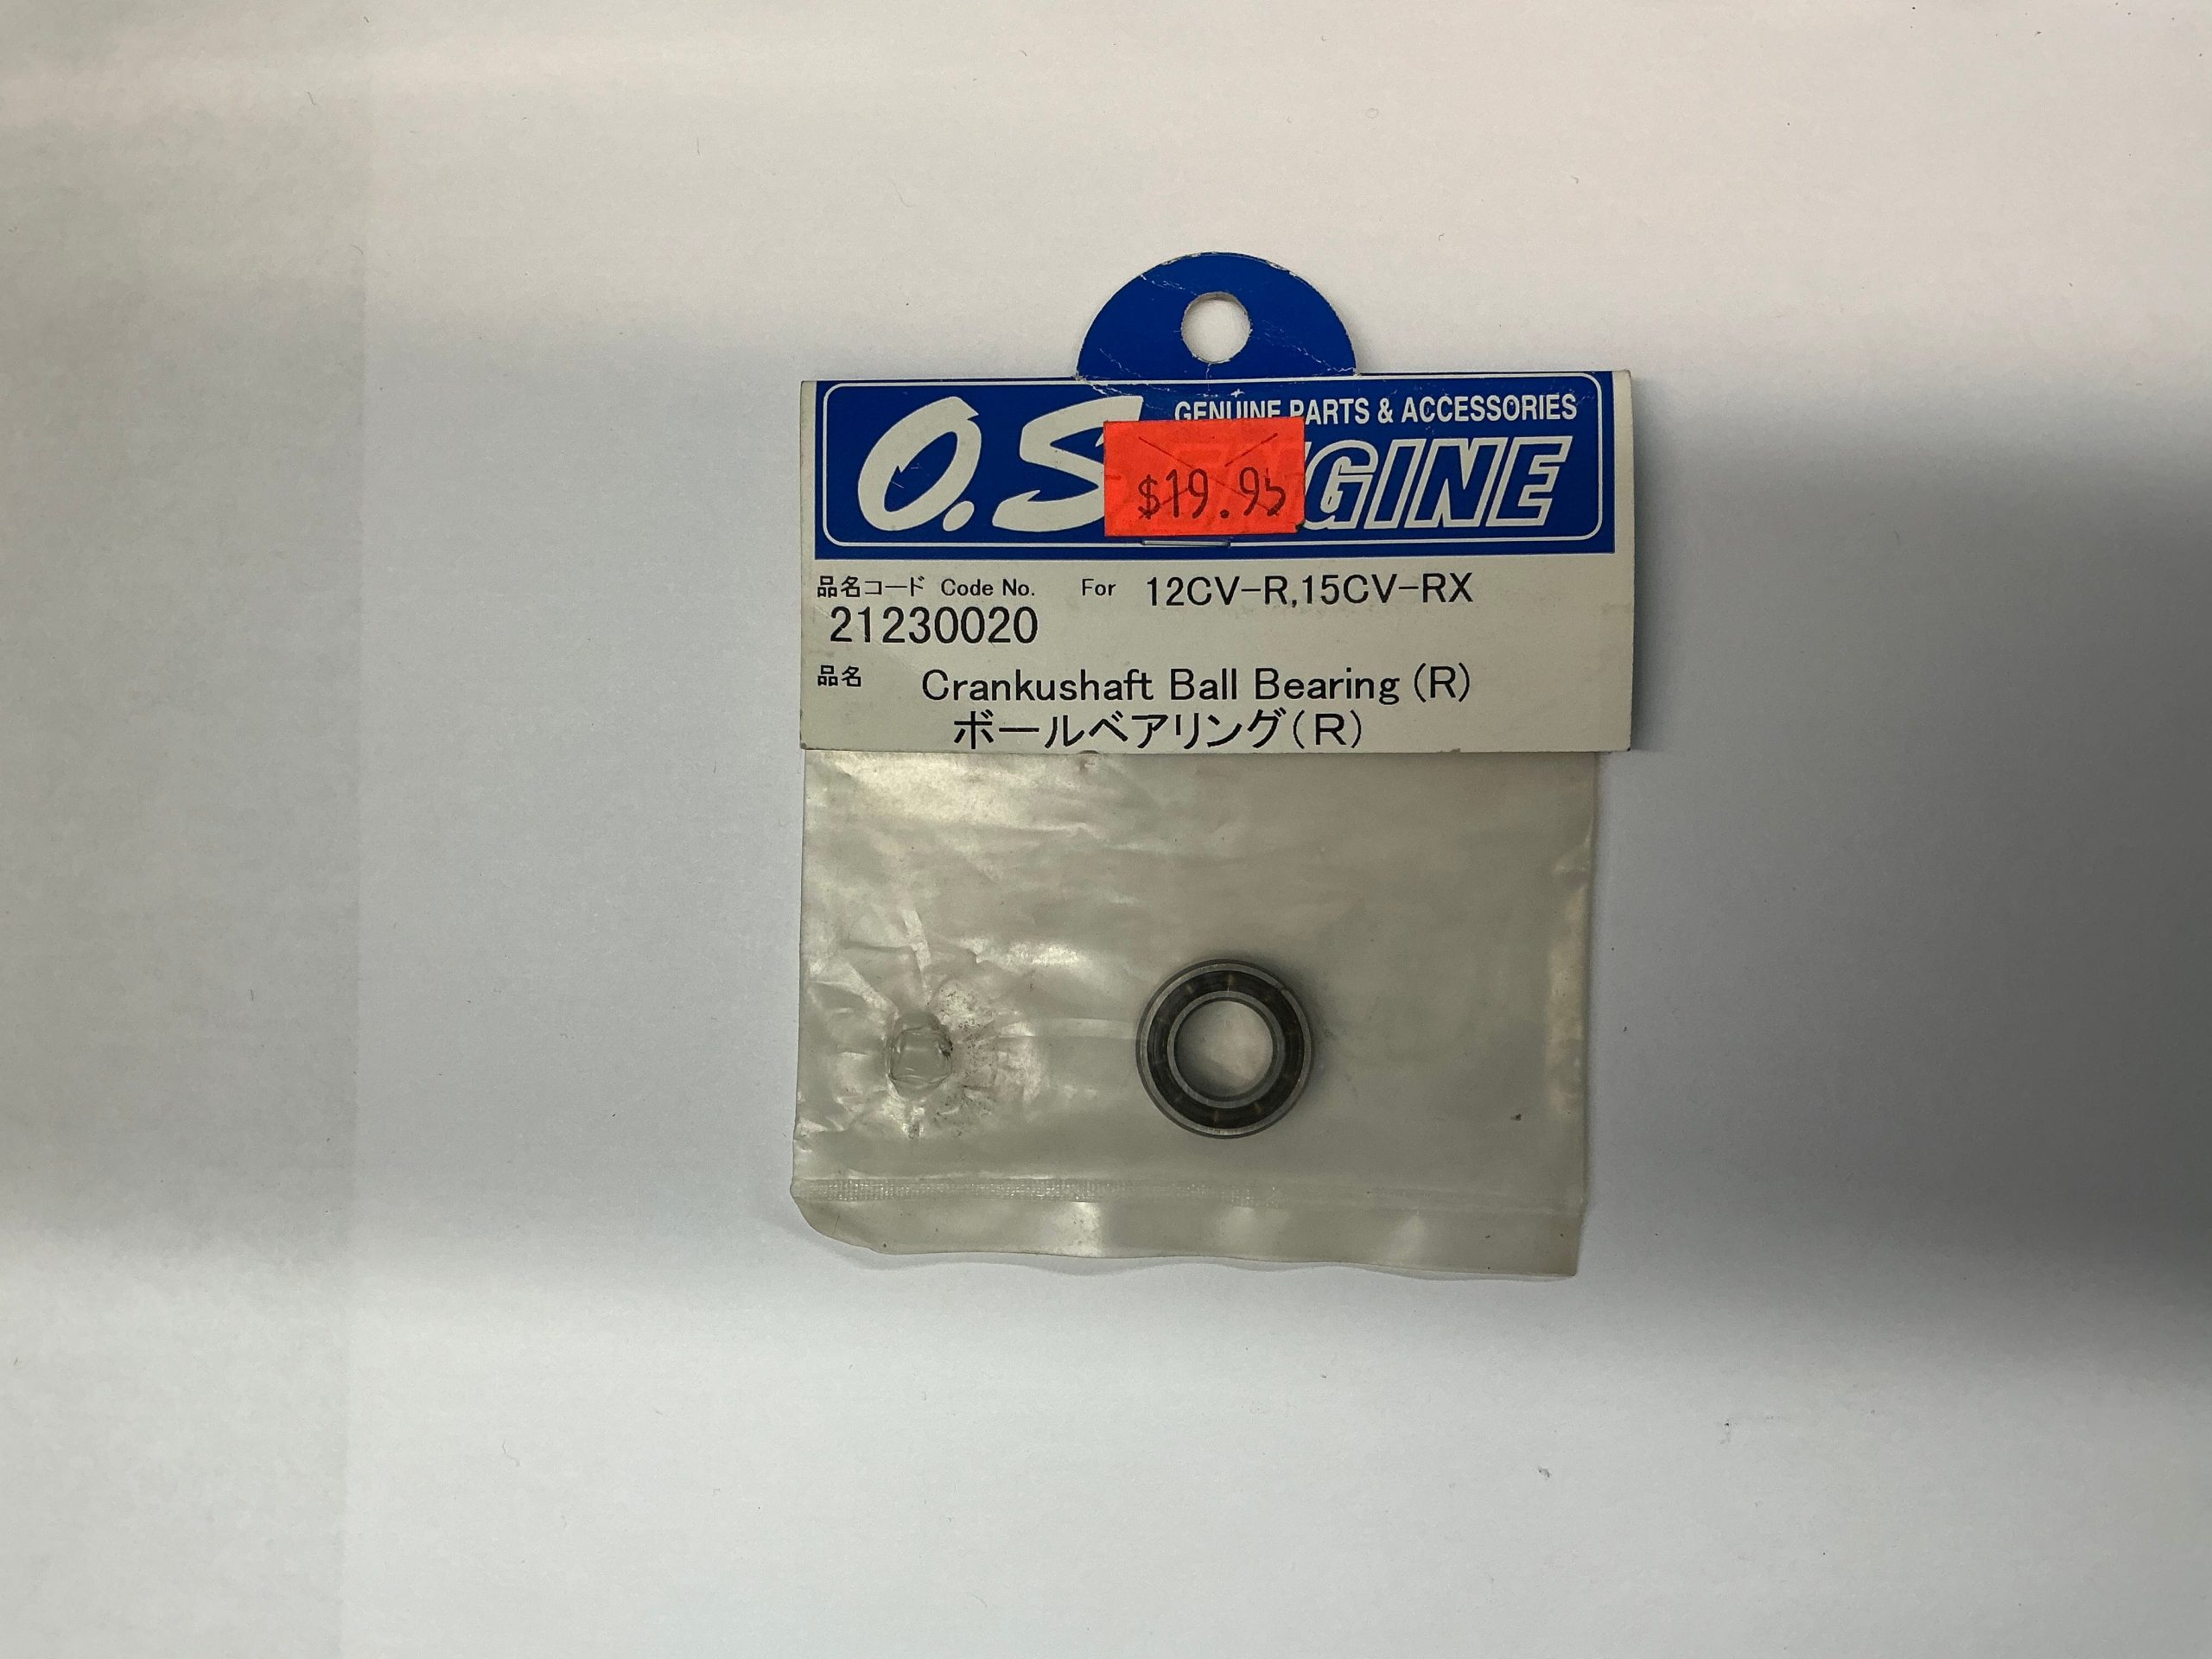 GENUINE PARTS & ACCESSORIES
O.S ENGINE
$19.95
品名コード Code No. For 12CV-R,15CV-RX
21230020
品名 Crankushaft Ball Bearing (R)
ボールベアリング(R)